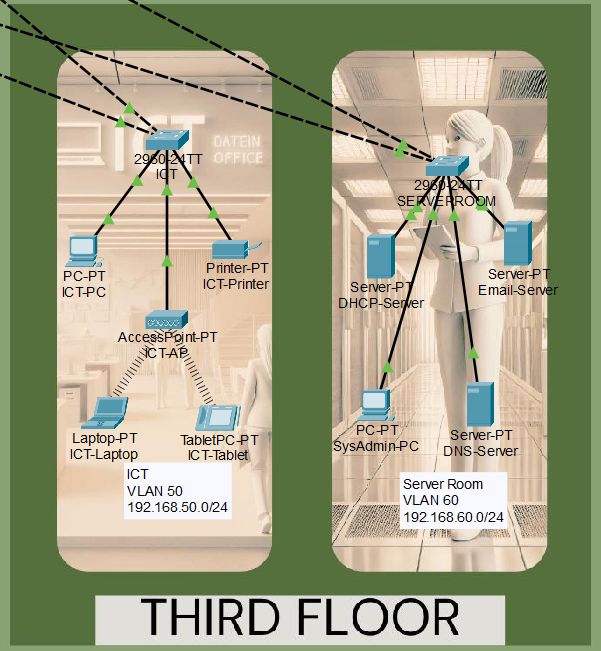 ICT
DATEIN
OFFICE
2960-24TT
ICT
PC-PT
ICT-PC
Printer-PT
ICT-Printer
AccessPoint-PT
ICT-AP
Laptop-PT
ICT-Laptop
TabletPC-PT
ICT-Tablet
ICT
VLAN 50
192.168.50.0/24
2960-24TT
SERVERROOM
Server-PT
DHCP-Server
Server-PT
Email-Server
PC-PT
SysAdmin-PC
Server-PT
DNS-Server
Server Room
VLAN 60
192.168.60.0/24
THIRD FLOOR